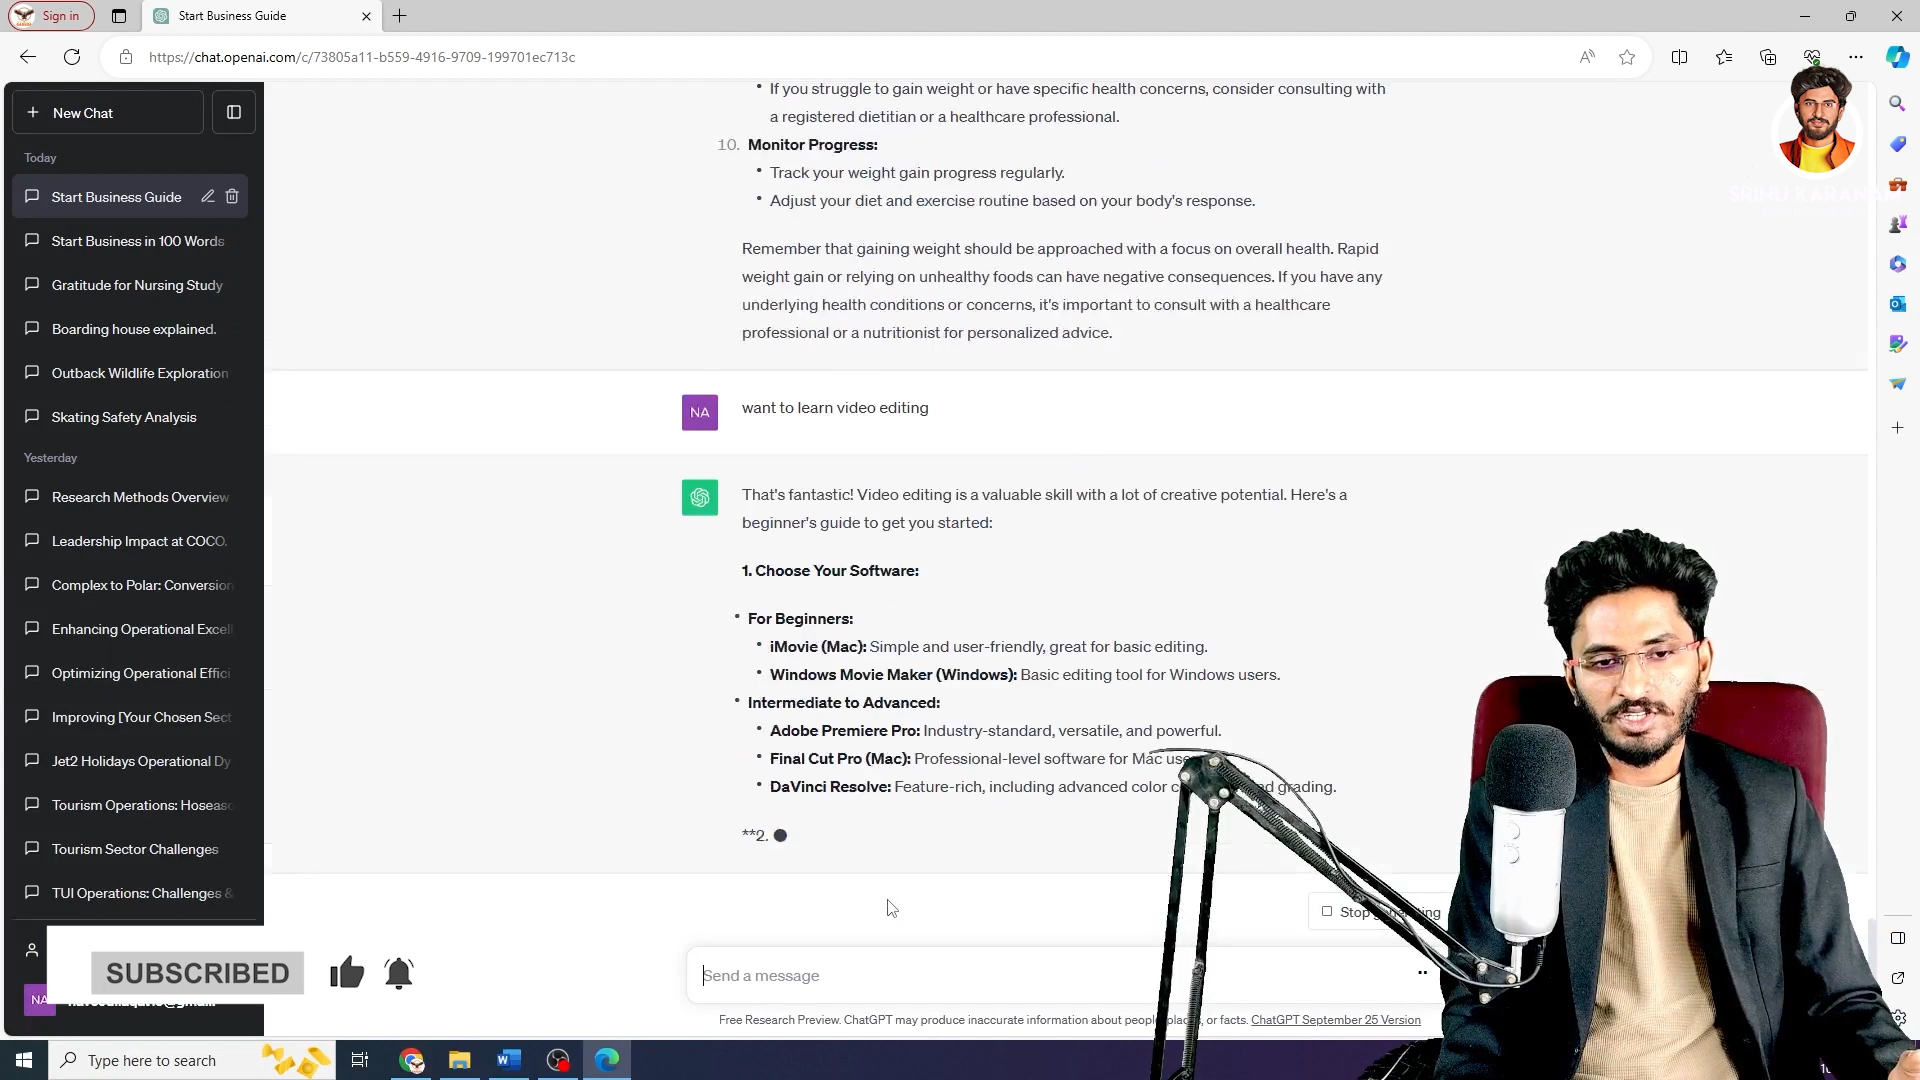 Sign in
Start Business Guide
https://chat.openai.com/c/73805a11-b559-4916-9709-199701ec713c
New Chat
Today
Start Business Guide
Start Business in 100 Words
Gratitude for Nursing Study
Boarding house explained.
Outback Wildlife Exploration
Skating Safety Analysis
Yesterday
Research Methods Overview
Leadership Impact at COCO.
Complex to Polar: Conversion
Enhancing Operational Excell
Optimizing Operational Effici
Improving [Your Chosen Sect
Jet2 Holidays Operational Dy
Tourism Operations: Hoseaso
Tourism Sector Challenges
TUI Operations: Challenges &
NA
SUBSCRIBED
• If you struggle to gain weight or have specific health concerns, consider consulting with
a registered dietitian or a healthcare professional.
10. Monitor Progress:
• Track your weight gain progress regularly.
• Adjust your diet and exercise routine based on your body's response.
Remember that gaining weight should be approached with a focus on overall health. Rapid
weight gain or relying on unhealthy foods can have negative consequences. If you have any
underlying health conditions or concerns, it's important to consult with a healthcare
professional or a nutritionist for personalized advice.
NA
want to learn video editing
That's fantastic! Video editing is a valuable skill with a lot of creative potential. Here's a
beginner's guide to get you started:
1. Choose Your Software:
• For Beginners:
• iMovie (Mac): Simple and user-friendly, great for basic editing.
• Windows Movie Maker (Windows): Basic editing tool for Windows users.
• Intermediate to Advanced:
• Adobe Premiere Pro: Industry-standard, versatile, and powerful.
• Final Cut Pro (Mac): Professional-level software for Mac
• DaVinci Resolve: Feature-rich, including advanced color grading.
**2.
Stop
Send a message
Free Research Preview. ChatGPT may produce inaccurate information about or facts. ChatGPT September 25 Version
SRINU KARANAM
Type here to search